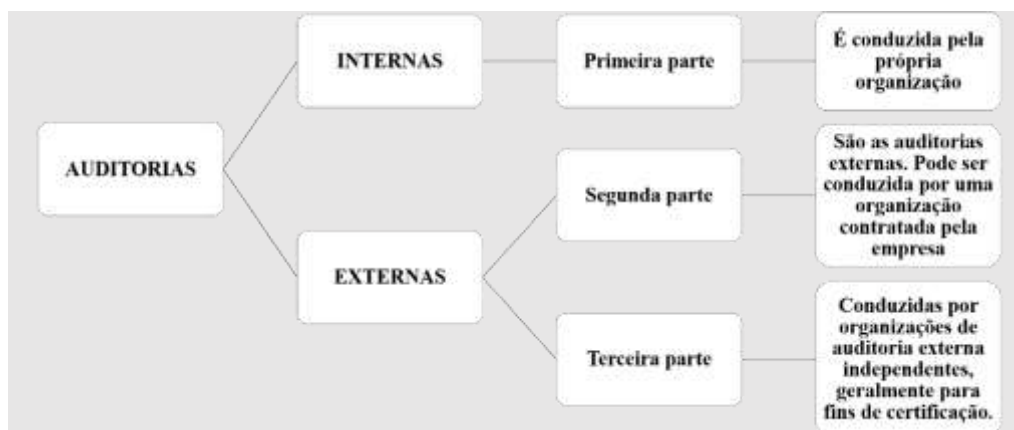 AUDITORIAS
INTERNAS
Primeira parte
É conduzida pela
própria
organização
EXTERNAS
Segunda parte
São as auditorias
externas. Pode ser
conduzida por uma
organização
contratada pela
empresa
Terceira parte
Conduzidas por
organizações de
auditoria externa
independentes,
geralmente para
fins de certificação.